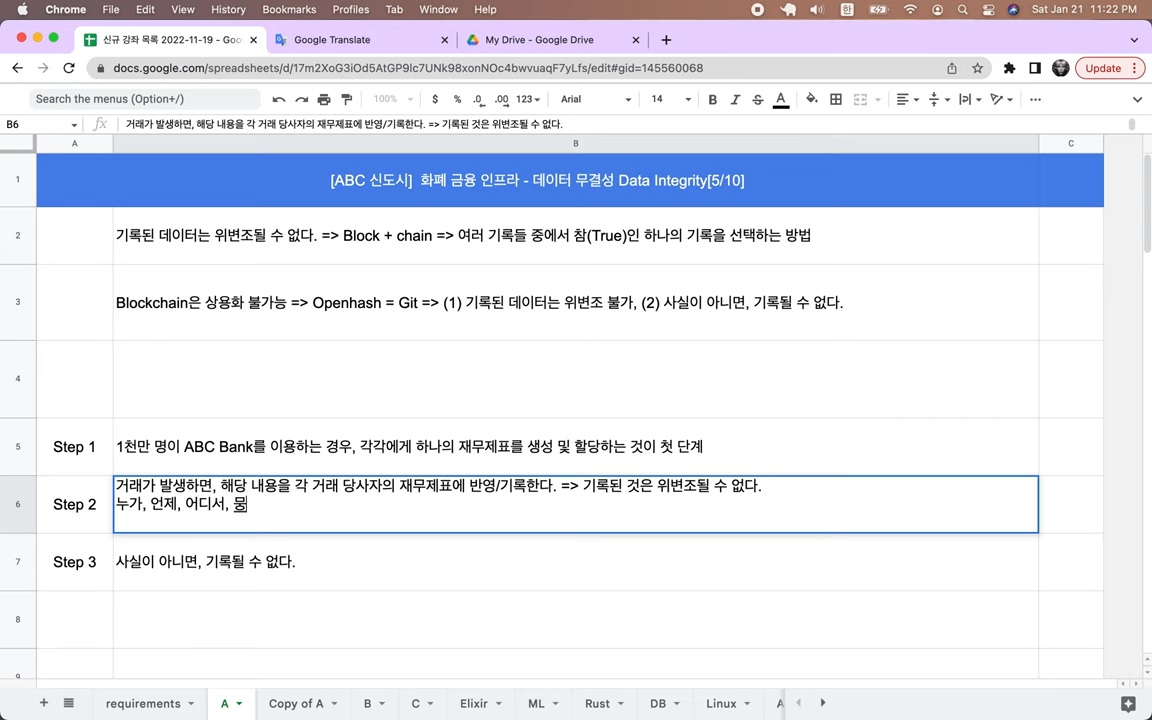 Chrome File Edit View History Bookmarks Profiles Tab Window Help 한 Sat Jan 21 11:22 PM
신규 강좌 목록 2022-11-19 - Goo Google Translate My Drive - Google Drive
docs.google.com/spreadsheets/d/17m2XoG3iOd5AtGP9lc7UNk98xonNOc4bwvuaqF7yLfs/edit#gid=145560068 Update
Search the menus (Option+/) 100% $ % .0 .00 123 Arial 14 B I S A
B6 fx 거래가 발생하면, 해당 내용을 각 거래 당사자의 재무제표에 반영/기록한다. => 기록된 것은 위변조될 수 없다.
A B C
1 [ABC 신도시] 화폐 금융 인프라 - 데이터 무결성 Data Integrity[5/10]
2 기록된 데이터는 위변조될 수 없다. => Block + chain => 여러 기록들 중에서 참(True)인 하나의 기록을 선택하는 방법
3 Blockchain은 상용화 불가능 => Openhash = Git => (1) 기록된 데이터는 위변조 불가, (2) 사실이 아니면, 기록될 수 없다.
4
5 Step 1 1천만 명이 ABC Bank를 이용하는 경우, 각각에게 하나의 재무제표를 생성 및 할당하는 것이 첫 단계
거래가 발생하면, 해당 내용을 각 거래 당사자의 재무제표에 반영/기록한다. => 기록된 것은 위변조될 수 없다.
6 Step 2 누가, 언제, 어디서,
7 Step 3 사실이 아니면, 기록될 수 없다.
8
9
requirements A Copy of A B C Elixir ML Rust DB Linux